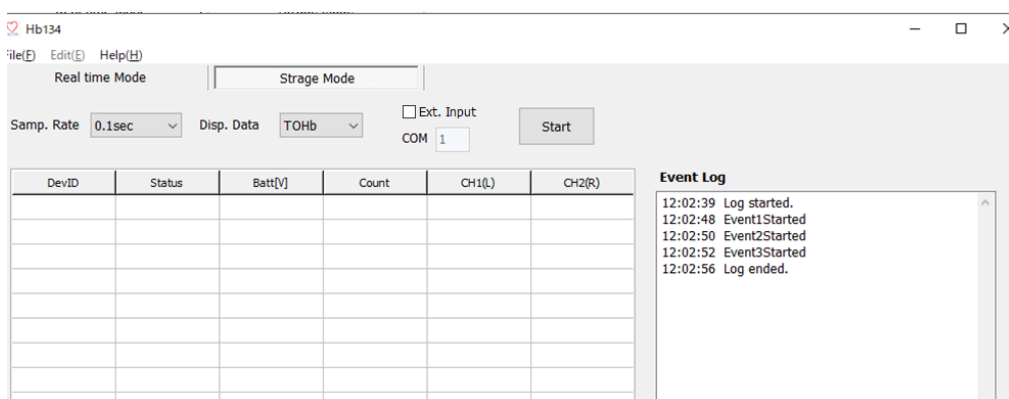 Hb134
File(F) Edit(E) Help(H)
Real time Mode Strage Mode
Samp. Rate 0.1sec Disp. Data TOHb Ext. Input COM 1 Start
DevID Status Batt[V] Count CH1(L) CH2(R)
Event Log
12:02:39 Log started.
12:02:48 Event1Started
12:02:50 Event2Started
12:02:52 Event3Started
12:02:56 Log ended.